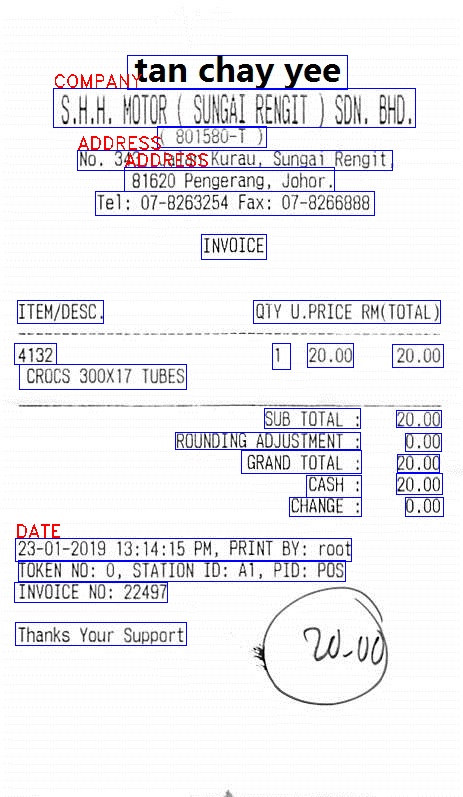 tan chay yee
COMPANY
S.H.H. MOTOR ( SUNGAI RENGIT ) SDN. BHD.
( 801580-T )
ADDRESS
No. Kurau, Sungai Rengit,
ADDRESS
81620 Pengerang, Johor.
Tel: 07-8263254 Fax: 07-8266888
INVOICE
ITEM/DESC. QTY U.PRICE RM(TOTAL)
4132 1 20.00 20.00
CROCS 300X17 TUBES
SUB TOTAL : 20.00
ROUNDING ADJUSTMENT : 0.00
GRAND TOTAL : 20.00
CASH : 20.00
CHANGE : 0.00
DATE
23-01-2019 13:14:15 PM, PRINT BY: root
TOKEN NO: 0, STATION ID: A1, PID: POS
INVOICE NO: 22497
Thanks Your Support
20-00